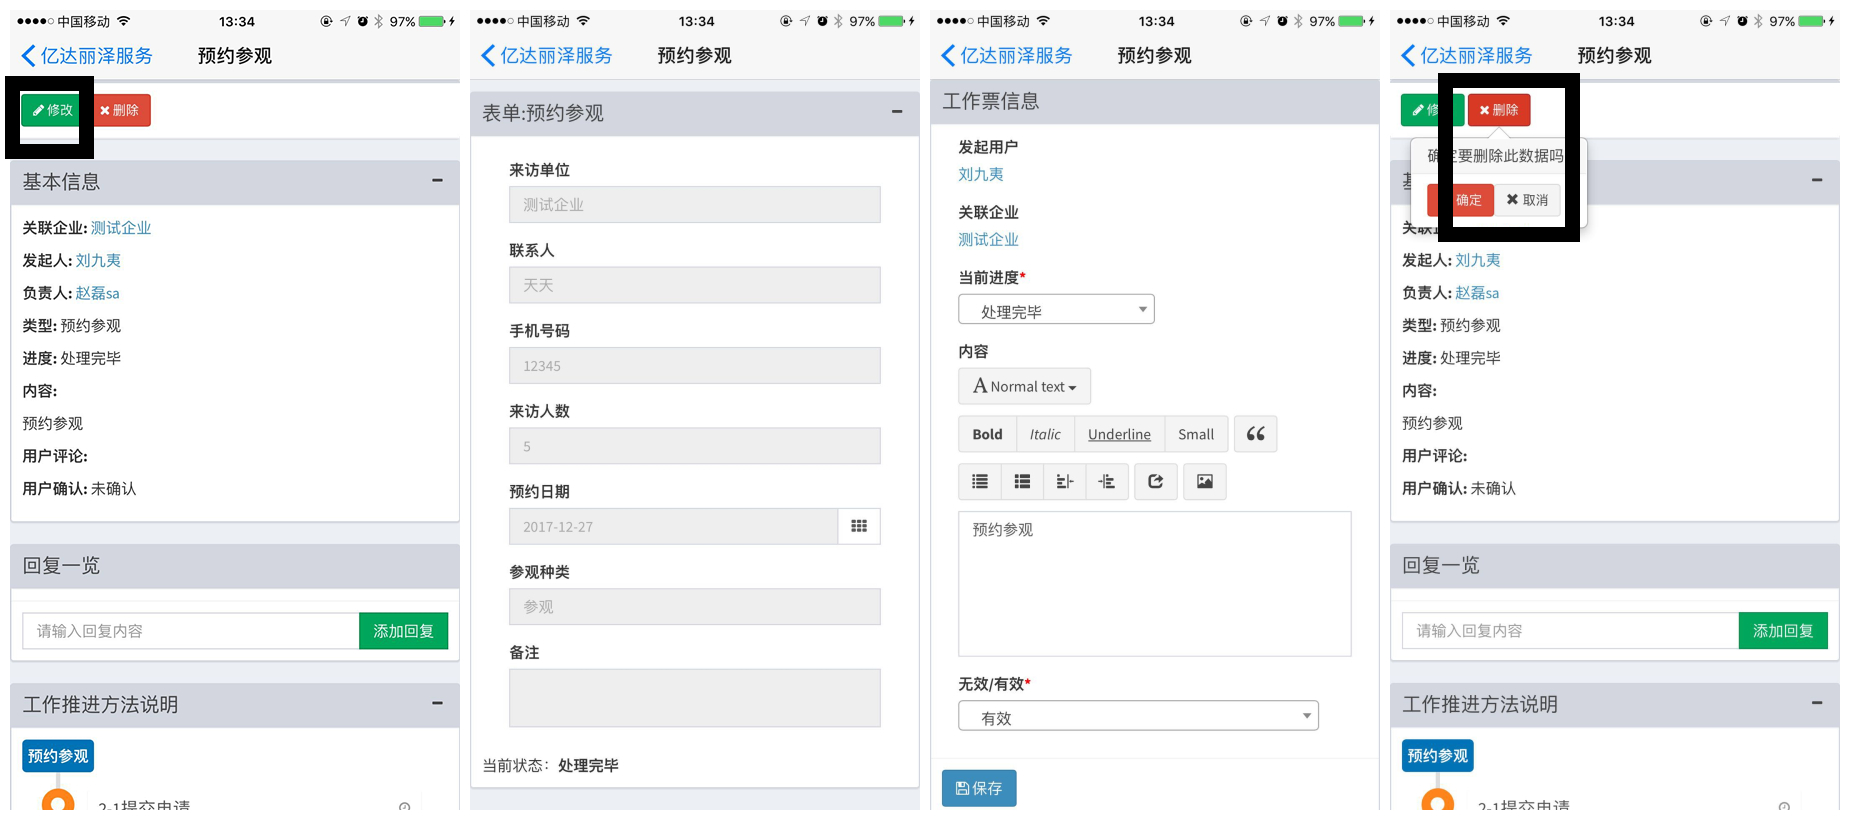 中国移动 13:34 97%
亿达丽泽服务 预约参观
修改 删除
基本信息
关联企业: 测试企业
发起人: 刘九夷
负责人: 赵磊sa
类型: 预约参观
进度: 处理完毕
内容:
预约参观
用户评论:
用户确认: 未确认
回复一览
请输入回复内容 添加回复
工作推进方法说明
预约参观
2-1提交申请
中国移动 13:34 97%
亿达丽泽服务 预约参观
表单:预约参观
来访单位
测试企业
联系人
天天
手机号码
12345
来访人数
5
预约日期
2017-12-27
参观种类
参观
备注
当前状态: 处理完毕
中国移动 13:34 97%
亿达丽泽服务 预约参观
工作票信息
发起用户
刘九夷
关联企业
测试企业
当前进度*
处理完毕
内容
A Normal text
Bold Italic Underline Small
预约参观
无效/有效*
有效
保存
中国移动 13:34 97%
亿达丽泽服务 预约参观
修 删除
确定要删除此数据吗
确定 取消
发起人: 刘九夷
负责人: 赵磊sa
类型: 预约参观
进度: 处理完毕
内容:
预约参观
用户评论:
用户确认: 未确认
回复一览
请输入回复内容 添加回复
工作推进方法说明
预约参观
2-1提交申请